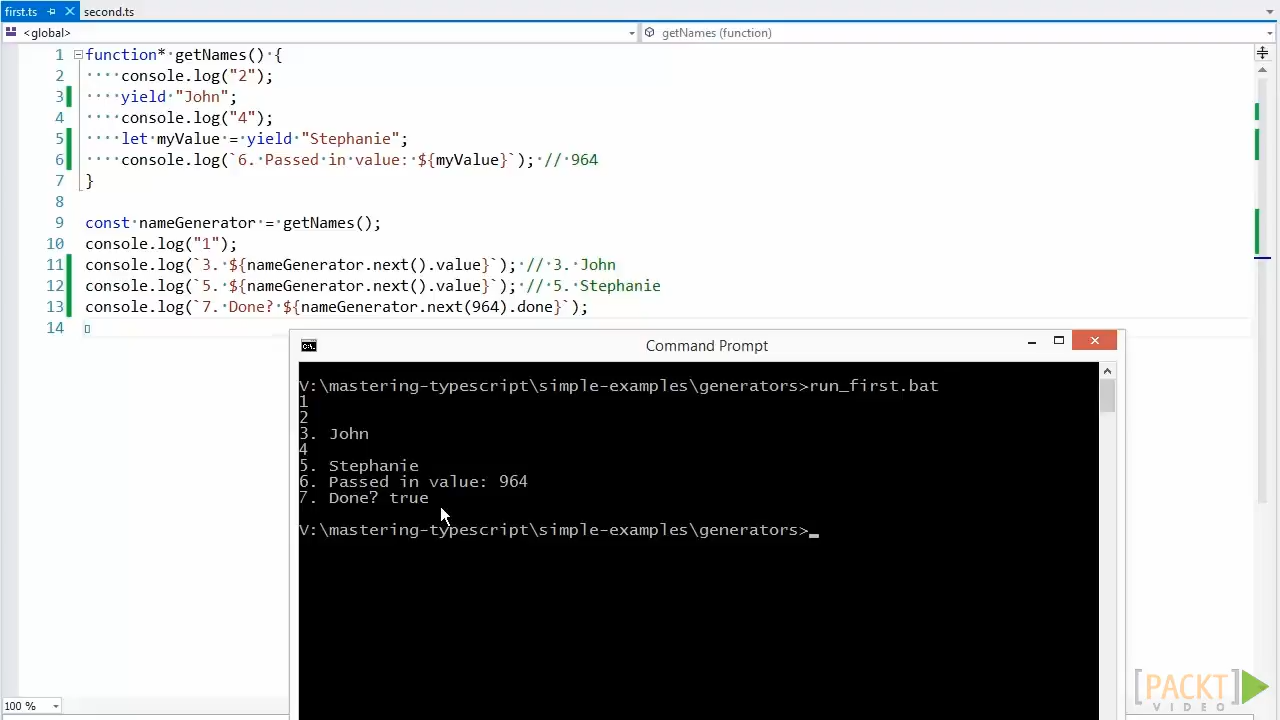 first.ts
second.ts
<global>
getNames (function)
1 function* getNames() {
2 console.log("2");
3 yield "John";
4 console.log("4");
5 let myValue = yield "Stephanie";
6 console.log(`6. Passed in value: ${myValue}`); // 964
7 }
8
9 const nameGenerator = getNames();
10 console.log("1");
11 console.log(`3. ${nameGenerator.next().value}`); // 3. John
12 console.log(`5. ${nameGenerator.next().value}`); // 5. Stephanie
13 console.log(`7. Done? ${nameGenerator.next(964).done}`);
14
C:\.
Command Prompt
V:\mastering-typescript\simple-examples\generators>run_first.bat
1
2
3. John
4
5. Stephanie
6. Passed in value: 964
7. Done? true
V:\mastering-typescript\simple-examples\generators>
100 %
[PACKT]
VIDEO